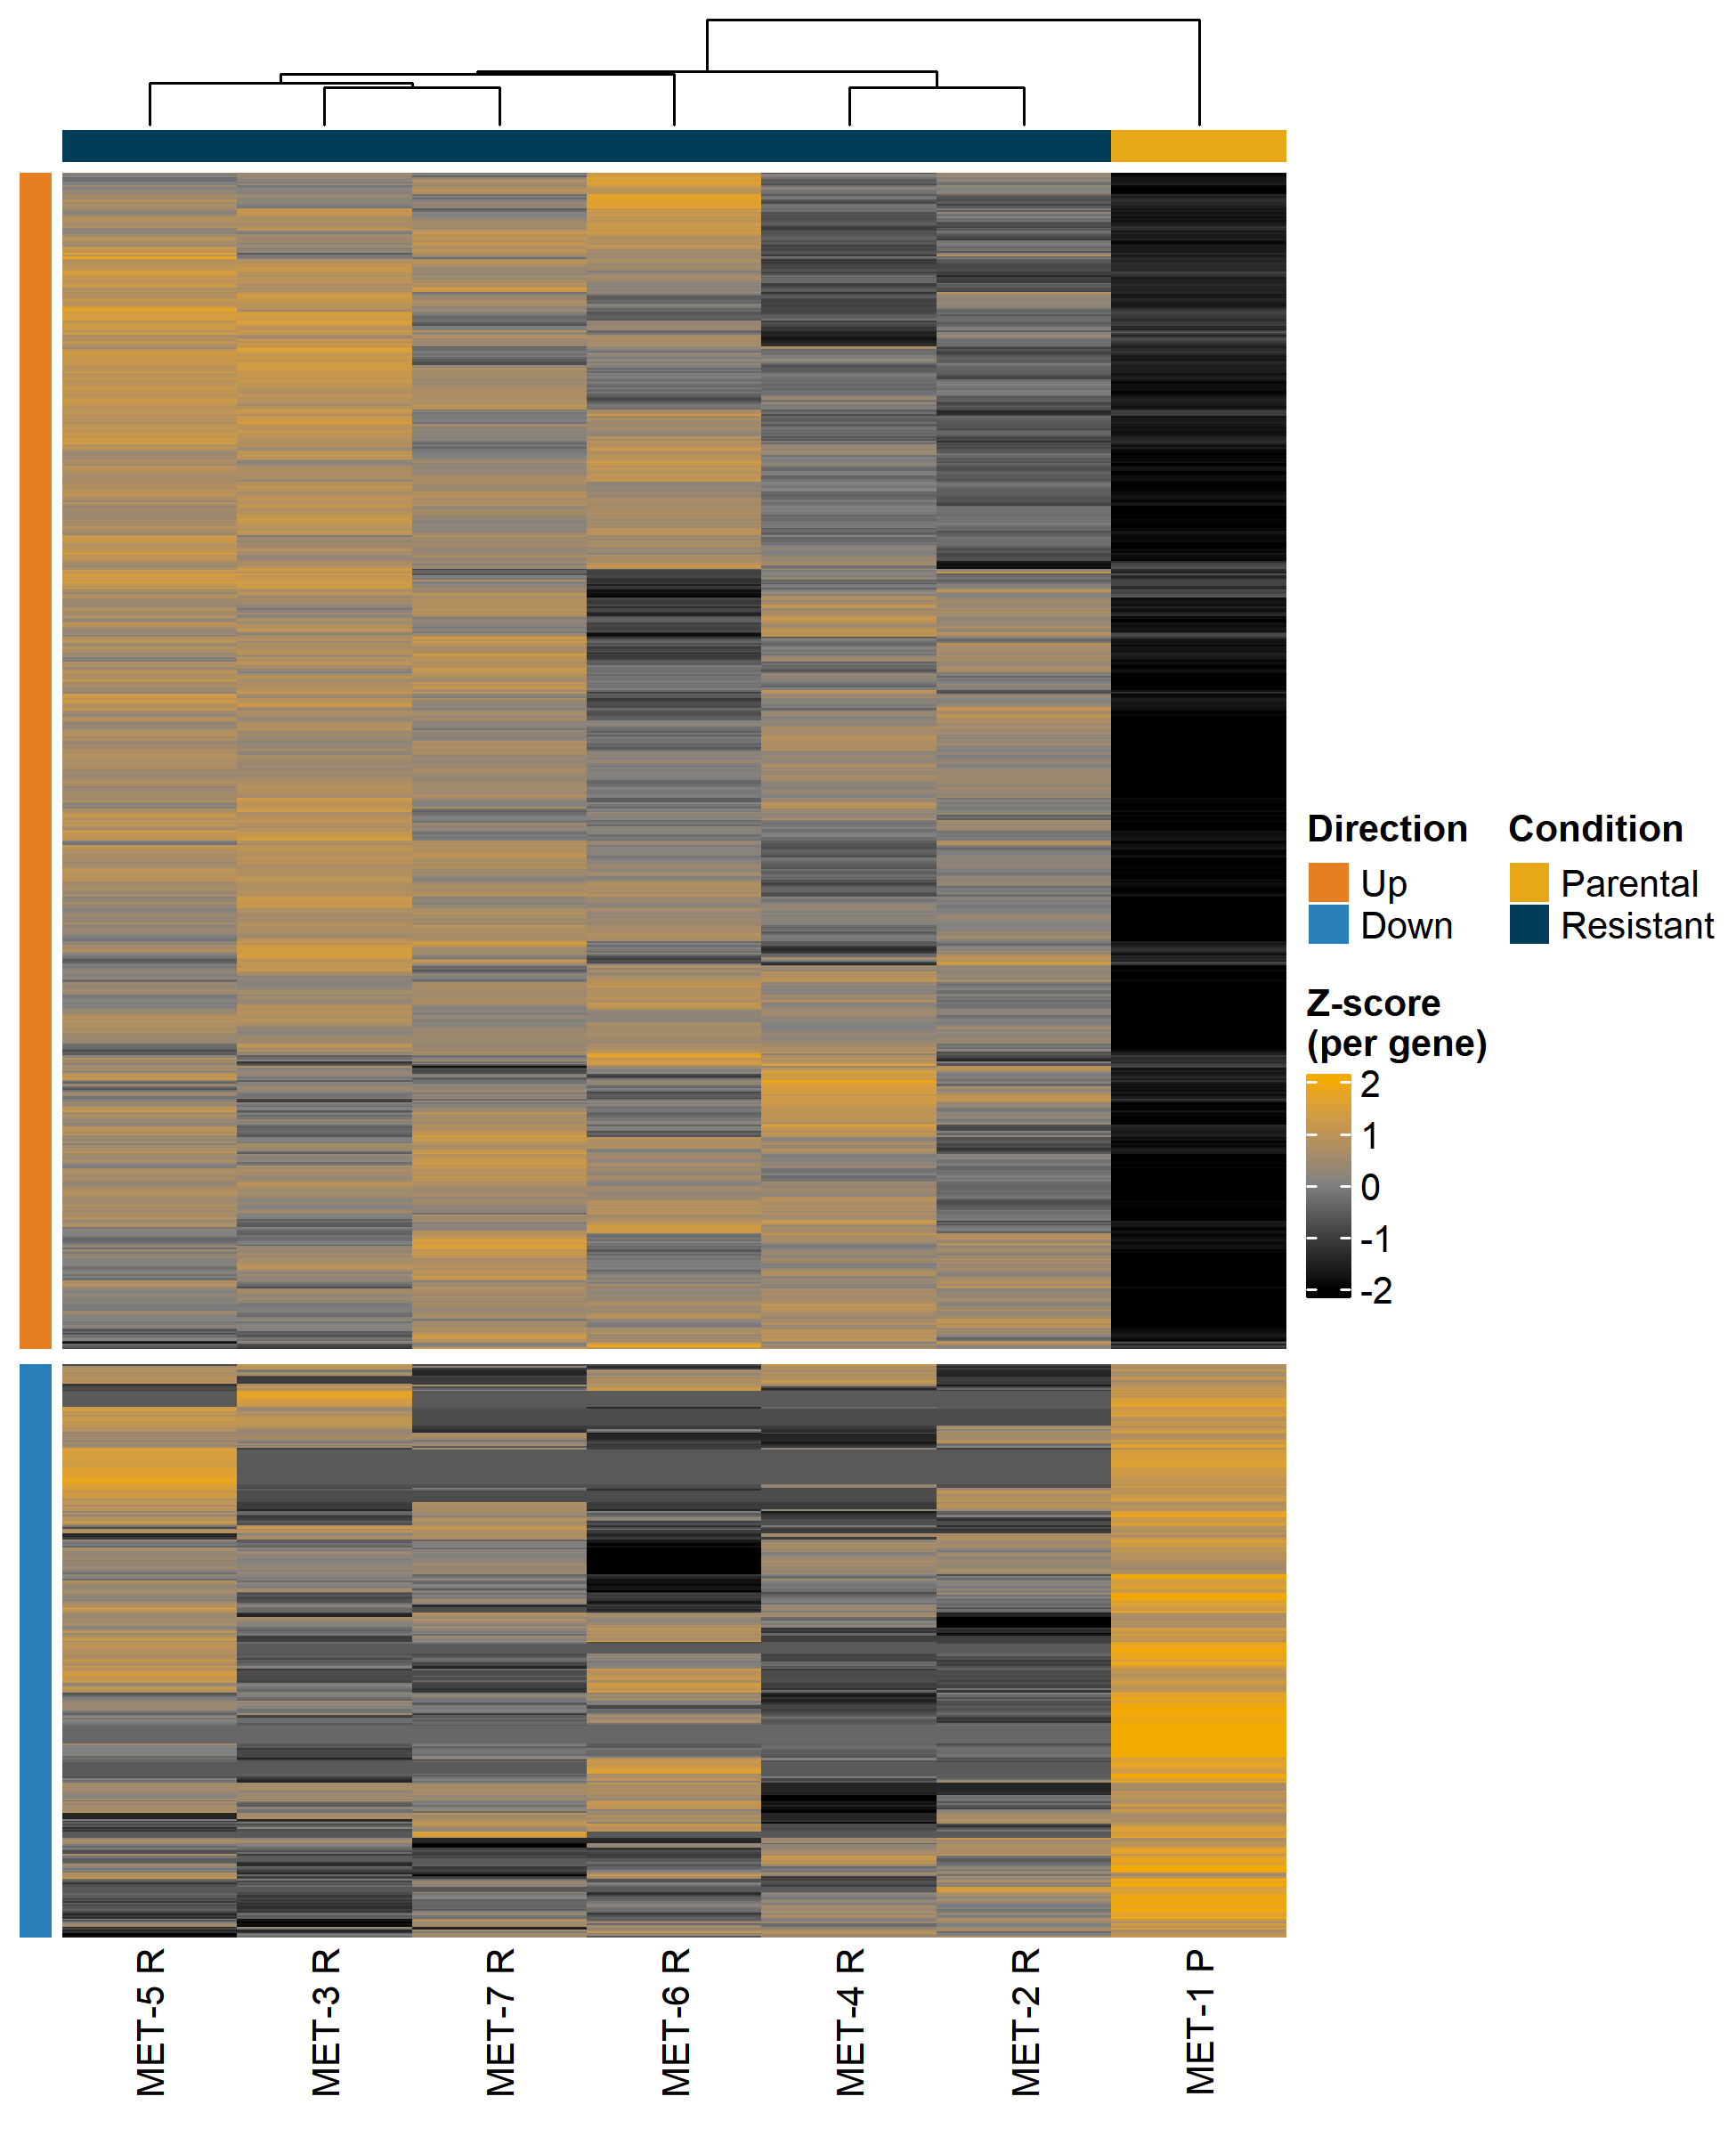 Direction
Up
Down
Condition
Parental
Resistant
Z-score
(per gene)
2
1
0
-1
-2
MET-5 R
MET-3 R
MET-7 R
MET-6 R
MET-4 R
MET-2 R
MET-1 P